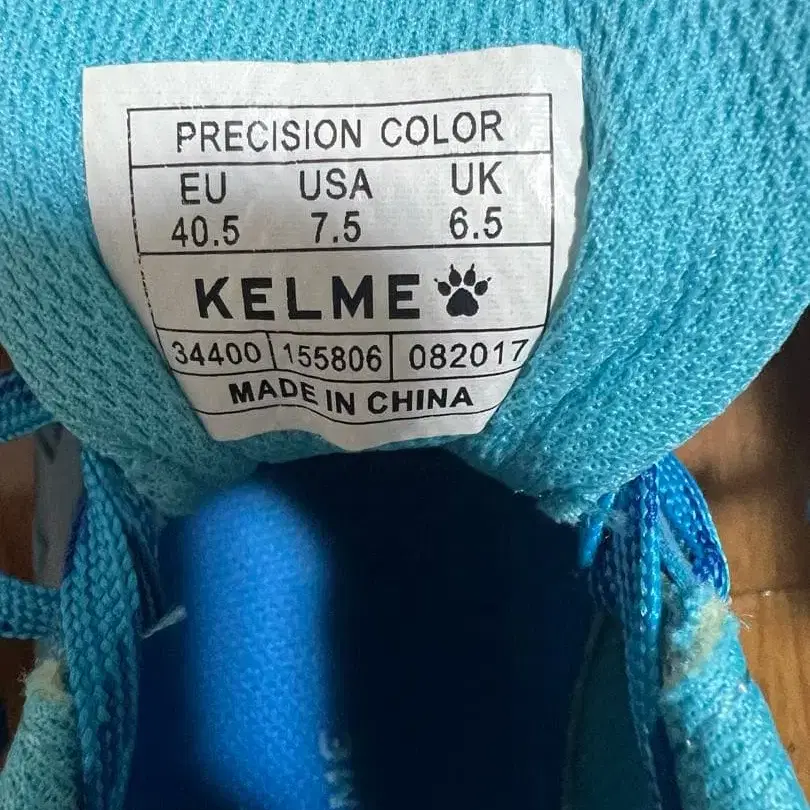 PRECISION COLOR
EU USA UK
40.5 7.5 6.5
KELME
34400 155806 082017
MADE IN CHINA